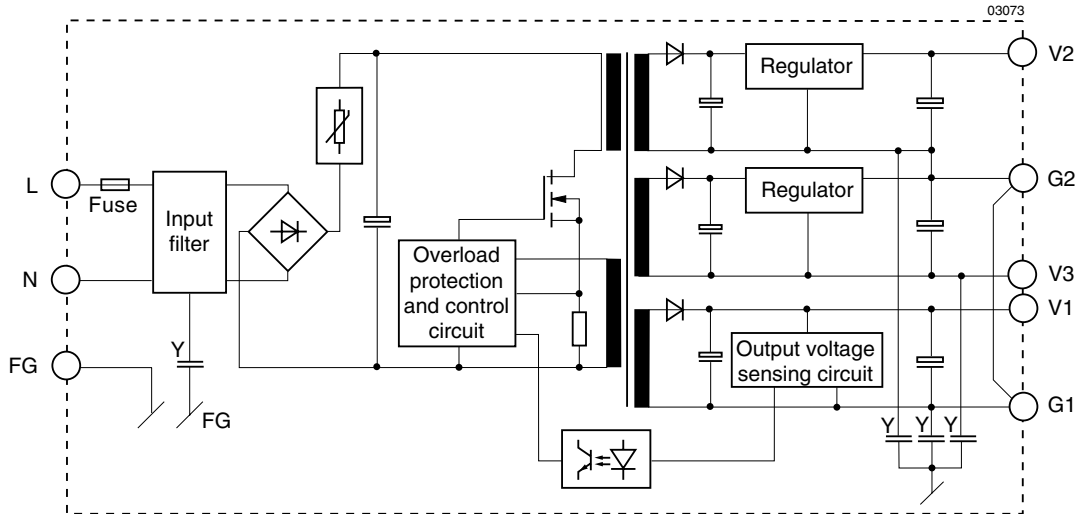 03073
V2
Regulator
L
Fuse
Input
filter
G2
Regulator
Overload
protection
and control
circuit
N
V3
V1
Y
FG
FG
Output voltage
sensing circuit
G1
Y
Y
Y